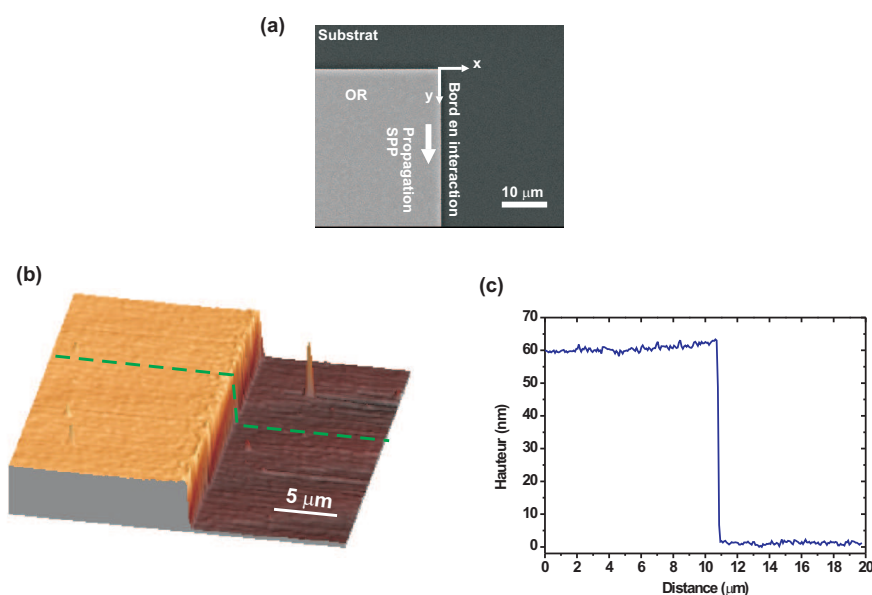 (a)
Substrat
x
OR
y
Bord en interaction
Propagation
SPP
10 µm
(b)
5 µm
(c)
70
60
50
40
30
20
10
0
Hauteur (nm)
0 2 4 6 8 10 12 14 16 18 20
Distance (µm)